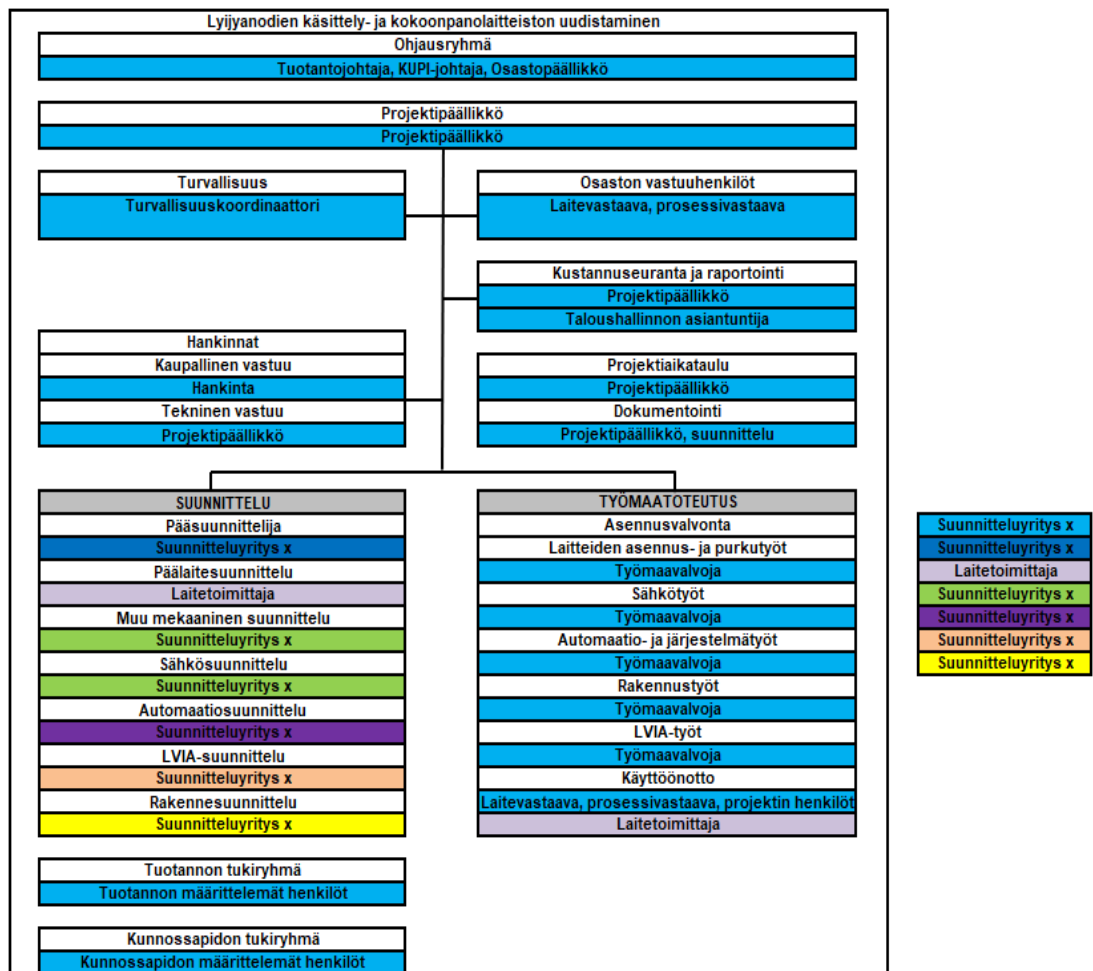 Lyijyanodien käsittely- ja kokoonpanolaitteiston uudistaminen
Ohjausryhmä
Tuotantojohtaja, KUPI-johtaja, Osastopäällikkö
Projektipäällikkö
Projektipäällikkö
Turvallisuus
Turvallisuuskoordinaattori
Osaston vastuuhenkilöt
Laitevastaava, prosessivastaava
Kustannuseuranta ja raportointi
Projektipäällikkö
Taloushallinnon asiantuntija
Hankinnat
Kaupallinen vastuu
Hankinta
Tekninen vastuu
Projektipäällikkö
Projektiaikataulu
Projektipäällikkö
Dokumentointi
Projektipäällikkö, suunnittelu
SUUNNITTELU
Pääsuunnittelija
Suunnitteluyritys x
Päälaitesuunnittelu
Laitetoimittaja
Muu mekaaninen suunnittelu
Suunnitteluyritys x
Sähkösuunnittelu
Suunnitteluyritys x
Automaatiosuunnittelu
Suunnitteluyritys x
LVIA-suunnittelu
Suunnitteluyritys x
Rakennesuunnittelu
Suunnitteluyritys x
TYÖMAATOTEUTUS
Asennusvalvonta
Laitteiden asennus- ja purkutyöt
Työmaavalvoja
Sähkötyöt
Työmaavalvoja
Automaatio- ja järjestelmätyöt
Työmaavalvoja
Rakennustyöt
Työmaavalvoja
LVIA-työt
Työmaavalvoja
Käyttöönotto
Laitevastaava, prosessivastaava, projektin henkilöt
Laitetoimittaja
Suunnitteluyritys x
Suunnitteluyritys x
Laitetoimittaja
Suunnitteluyritys x
Suunnitteluyritys x
Suunnitteluyritys x
Suunnitteluyritys x
Tuotannon tukiryhmä
Tuotannon määrittelemät henkilöt
Kunnossapidon tukiryhmä
Kunnossapidon määrittelemät henkilöt